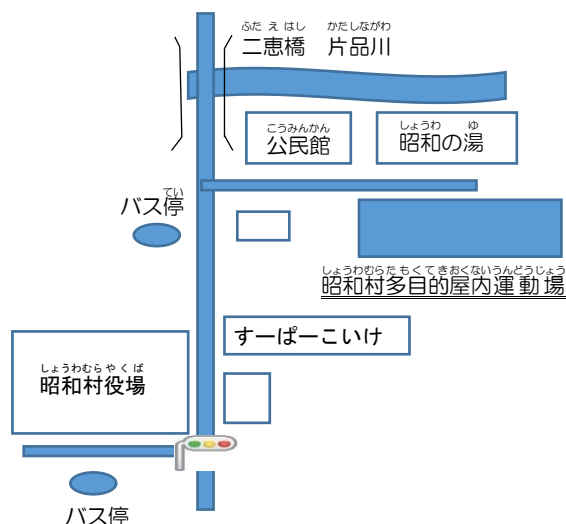 ふたえはし かたしながわ
二恵橋 片品川
こうみんかん しょうわ ゆ
公民館 昭和の湯
てい
バス停
しょうわむらたもくてきおくないうんどうじょう
昭和村多目的屋内運動場
すーぱーこいけ
しょうわむらやくば
昭和村役場
バス停